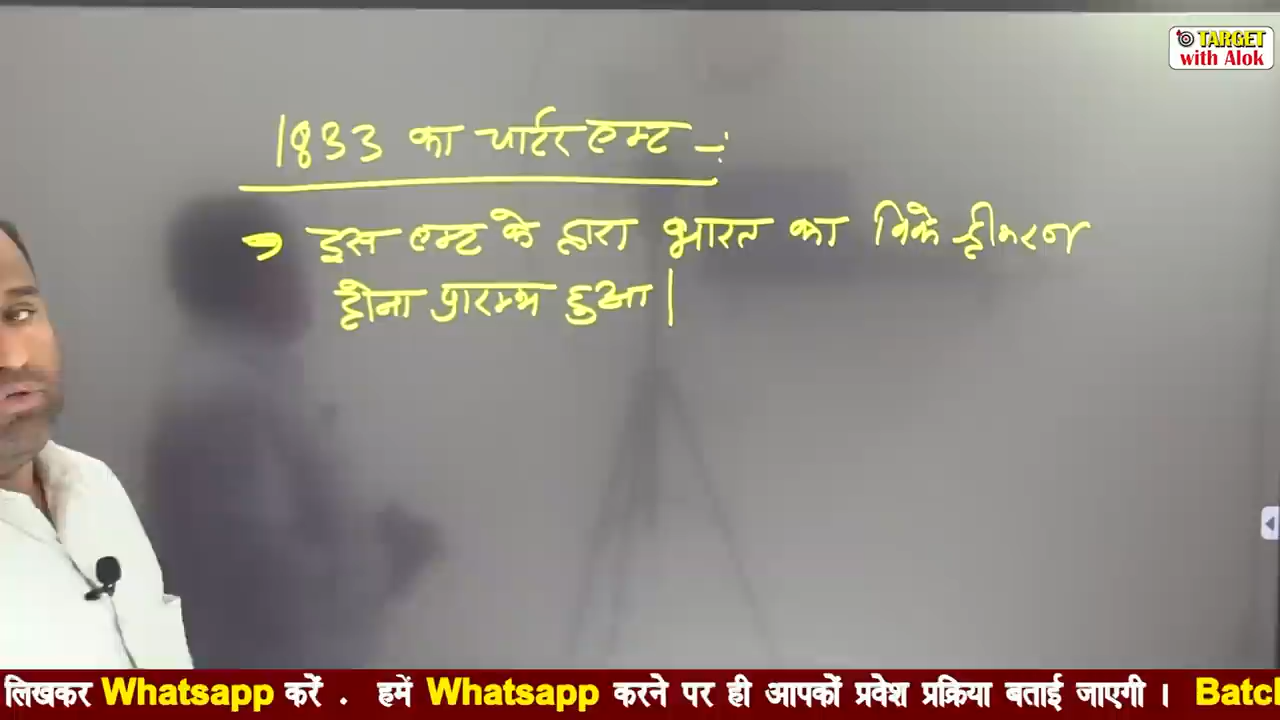 TARGET
with Alok
1833 का चार्टर एक्ट -:
→ इस एक्ट के द्वारा भारत का विकेन्द्रीकरण
होना प्रारम्भ हुआ |
लिखकर Whatsapp करें . हमें Whatsapp करने पर ही आपकों प्रवेश प्रक्रिया बताई जाएगी । Batch